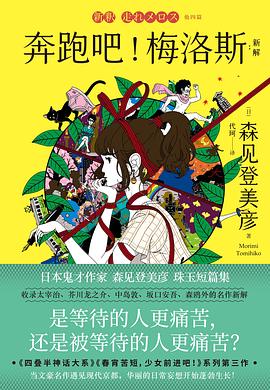 新釈 走れメロス 他四篇
奔跑吧！梅洛斯：新解
［日］森见登美彦 著
Morimi
Tomihiko
代珂—译
日本鬼才作家 森见登美彦 珠玉短篇集
收录太宰治、芥川龙之介、中岛敦、坂口安吾、森鸥外的名作新解
是等待的人更痛苦，
还是被等待的人更痛苦？
●《四叠半神话大系》《春宵苦短，少女前进吧！》系列第三作●
当文豪名作遇见现代京都，华丽的日常妄想开始蓬勃生长！